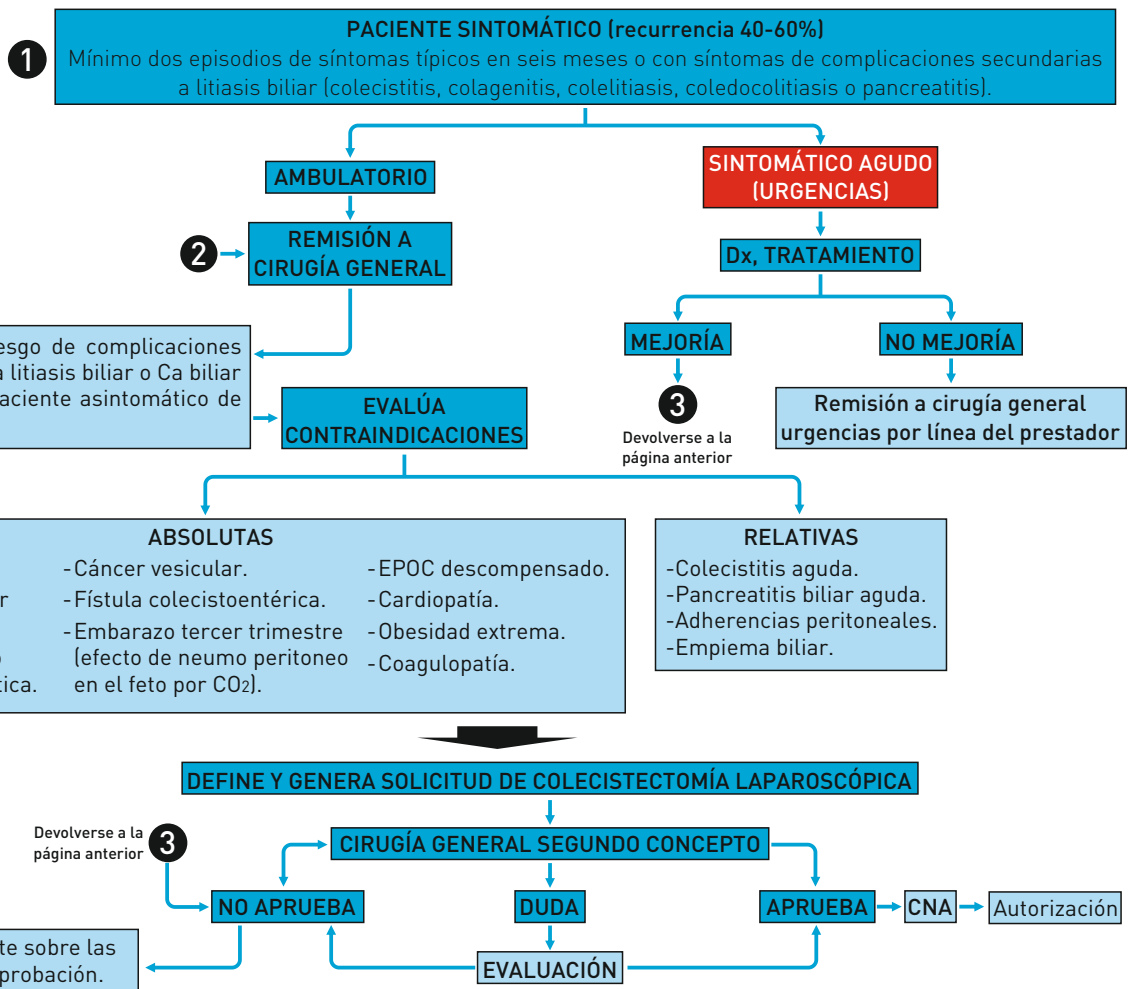 1
PACIENTE SINTOMÁTICO (recurrencia 40-60%)
Mínimo dos episodios de síntomas típicos en seis meses o con síntomas de complicaciones secundarias
a litiasis biliar (colecistitis, colagenitis, colelitiasis, coledocolitiasis o pancreatitis).
AMBULATORIO
SINTOMÁTICO AGUDO
(URGENCIAS)
2
REMISIÓN A
CIRUGÍA GENERAL
Dx, TRATAMIENTO
MEJORÍA
NO MEJORÍA
3
Devolverse a la
página anterior
Remisión a cirugía general
urgencias por línea del prestador
esgo de complicaciones
a litiasis biliar o Ca biliar
aciente asintomático de
EVALÚA
CONTRAINDICACIONES
ABSOLUTAS
r
o
tica.
-Cáncer vesicular.
-Fístula colecistoentérica.
-Embarazo tercer trimestre
(efecto de neumo peritoneo
en el feto por CO2).
-EPOC descompensado.
-Cardiopatía.
-Obesidad extrema.
-Coagulopatía.
RELATIVAS
-Colecistitis aguda.
-Pancreatitis biliar aguda.
-Adherencias peritoneales.
-Empiema biliar.
DEFINE Y GENERA SOLICITUD DE COLECISTECTOMÍA LAPAROSCÓPICA
Devolverse a la
página anterior
3
CIRUGÍA GENERAL SEGUNDO CONCEPTO
NO APRUEBA
DUDA
APRUEBA
CNA
Autorización
EVALUACIÓN
te sobre las
probación.